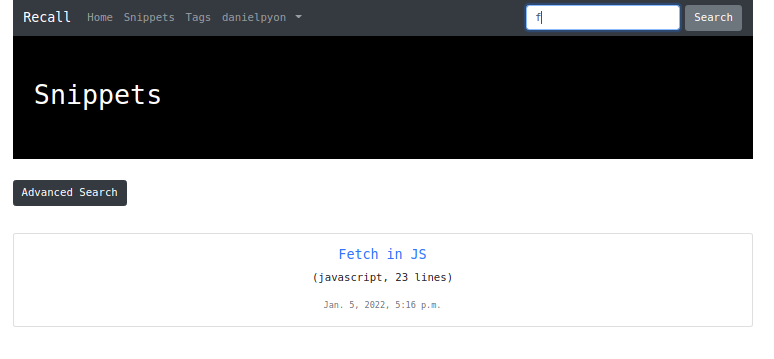 Recall Home Snippets Tags danielpyon f Search
Snippets
Advanced Search
Fetch in JS
(javascript, 23 lines)
Jan. 5, 2022, 5:16 p.m.